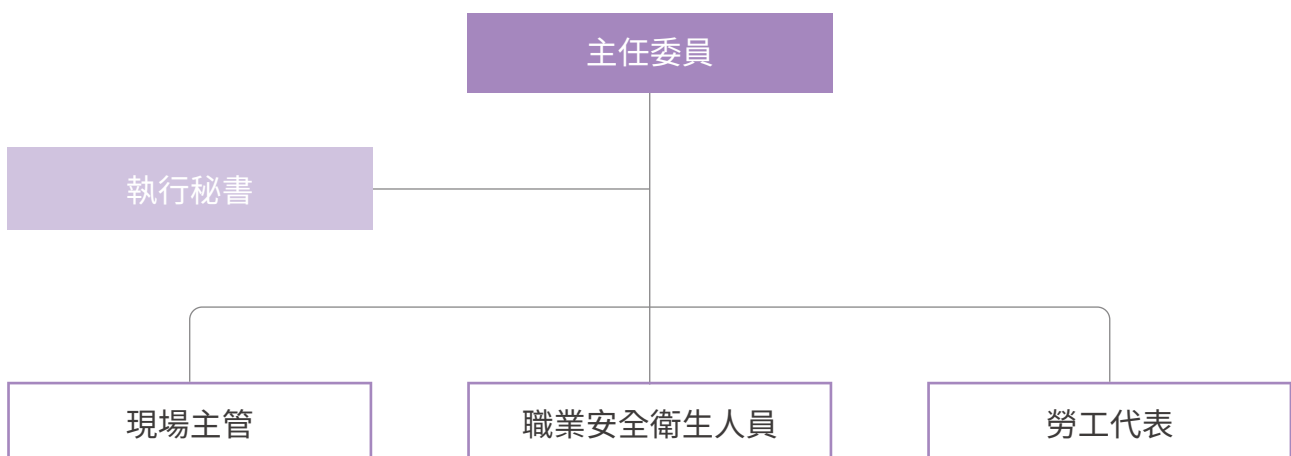 主任委員
執行秘書
現場主管
職業安全衛生人員
勞工代表